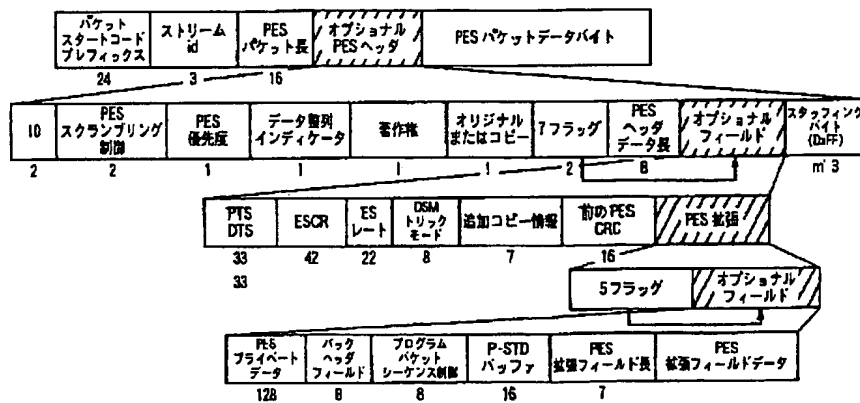 パケット
スタートコード
プレフィックス
ストリーム
id
PES
パケット長
オプショナル
PESヘッダ
PESパケットデータバイト
24
3
16
10
PES
スクランブリング
制御
PES
優先度
データ整列
インディケータ
著作権
オリジナル
またはコピー
7フラッグ
PES
ヘッダ
データ長
オプショナル
フィールド
スタッフィング
バイト
(DaFF)
2
2
1
1
1
1
2
8
m*3
PTS
DTS
ESCR
ES
レート
DSM
トリック
モード
追加コピー情報
前のPES
CRC
PES拡張
33
42
22
8
7
16
33
5フラッグ
オプショナル
フィールド
PES
プライベート
データ
パック
ヘッダ
フィールド
プログラム
パケット
シーケンス制御
P-STD
バッファ
PES
拡張フィールド長
PES
拡張フィールドデータ
128
8
8
16
7